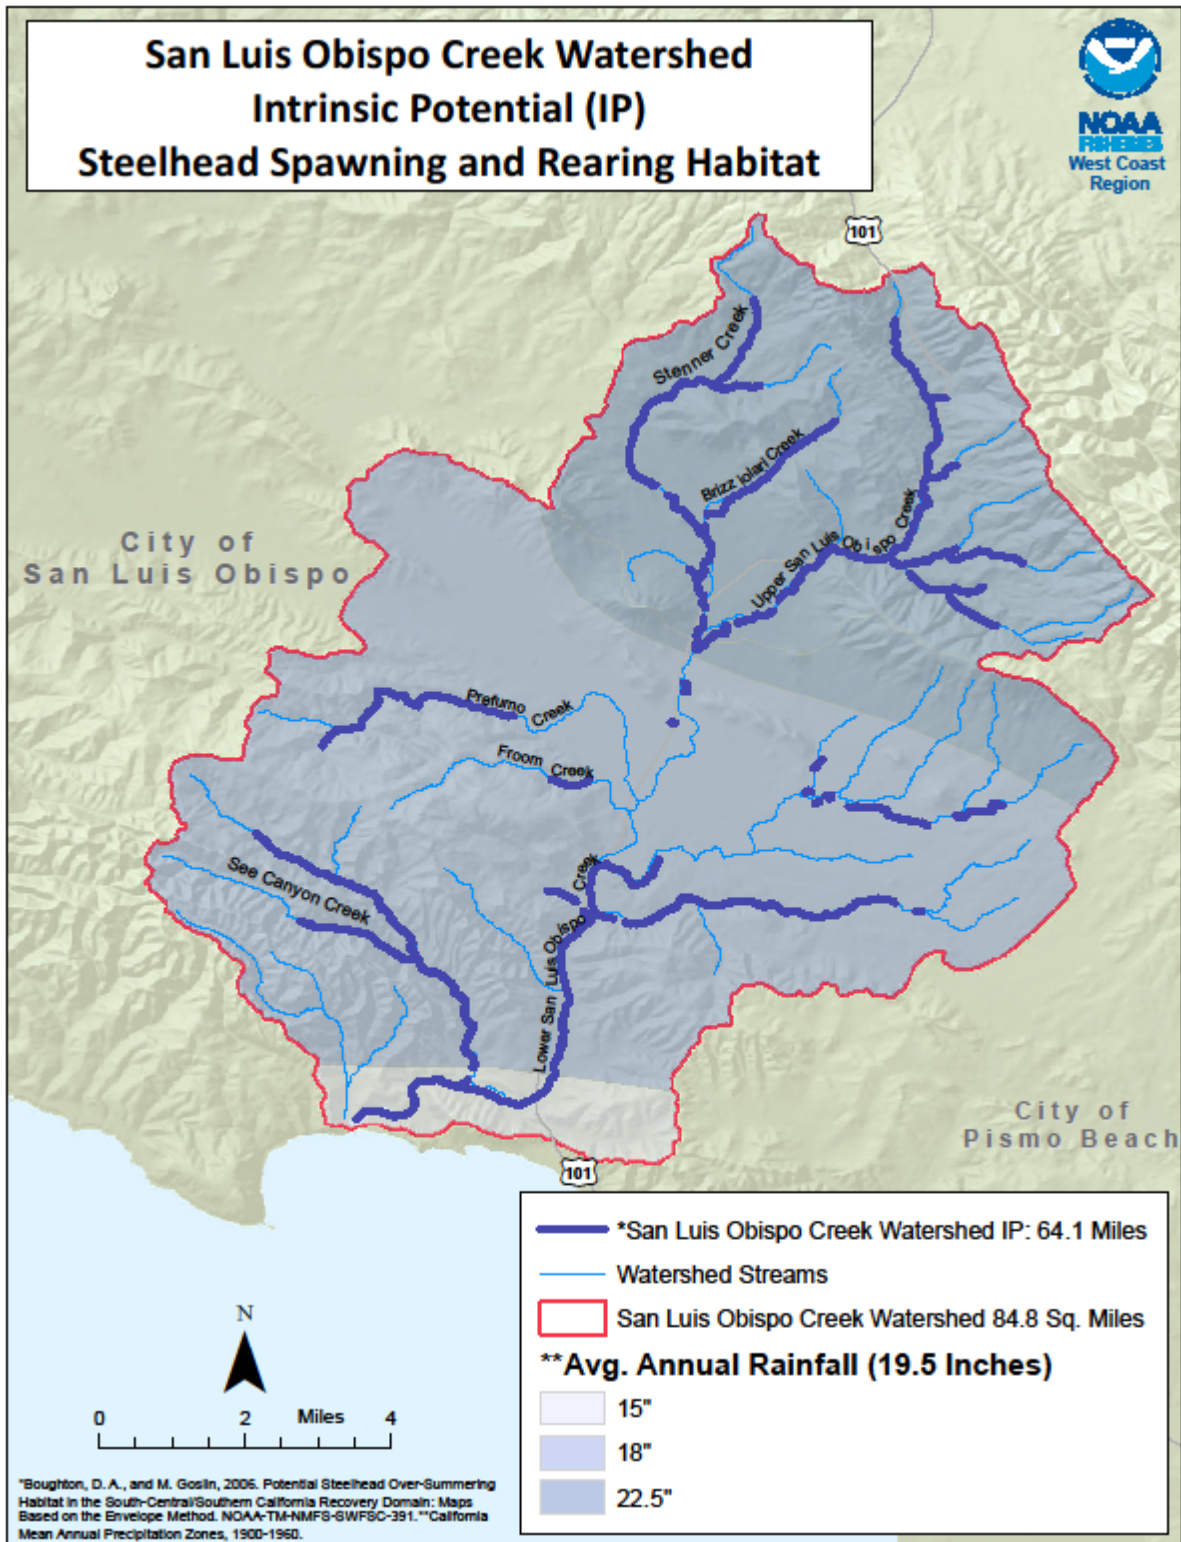 San Luis Obispo Creek Watershed
Intrinsic Potential (IP)
Steelhead Spawning and Rearing Habitat
NOAA
FISHERIES
West Coast
Region
101
Stenner Creek
Brizziolari Creek
Upper San Luis Obispo Creek
City of
San Luis Obispo
Prefumo Creek
Froom Creek
See Canyon Creek
Lower San Luis Obispo Creek
City of
Pismo Beach
101
*San Luis Obispo Creek Watershed IP: 64.1 Miles
Watershed Streams
San Luis Obispo Creek Watershed 84.8 Sq. Miles
**Avg. Annual Rainfall (19.5 Inches)
15"
18"
22.5"
N
0 2 Miles 4
*Boughton, D. A., and M. Goslin, 2006. Potential Steelhead Over-Summering
Habitat in the South-Central/Southern California Recovery Domain: Maps
Based on the Envelope Method. NOAA-TM-NMFS-SWFSC-391. **California
Mean Annual Precipitation Zones, 1900-1960.